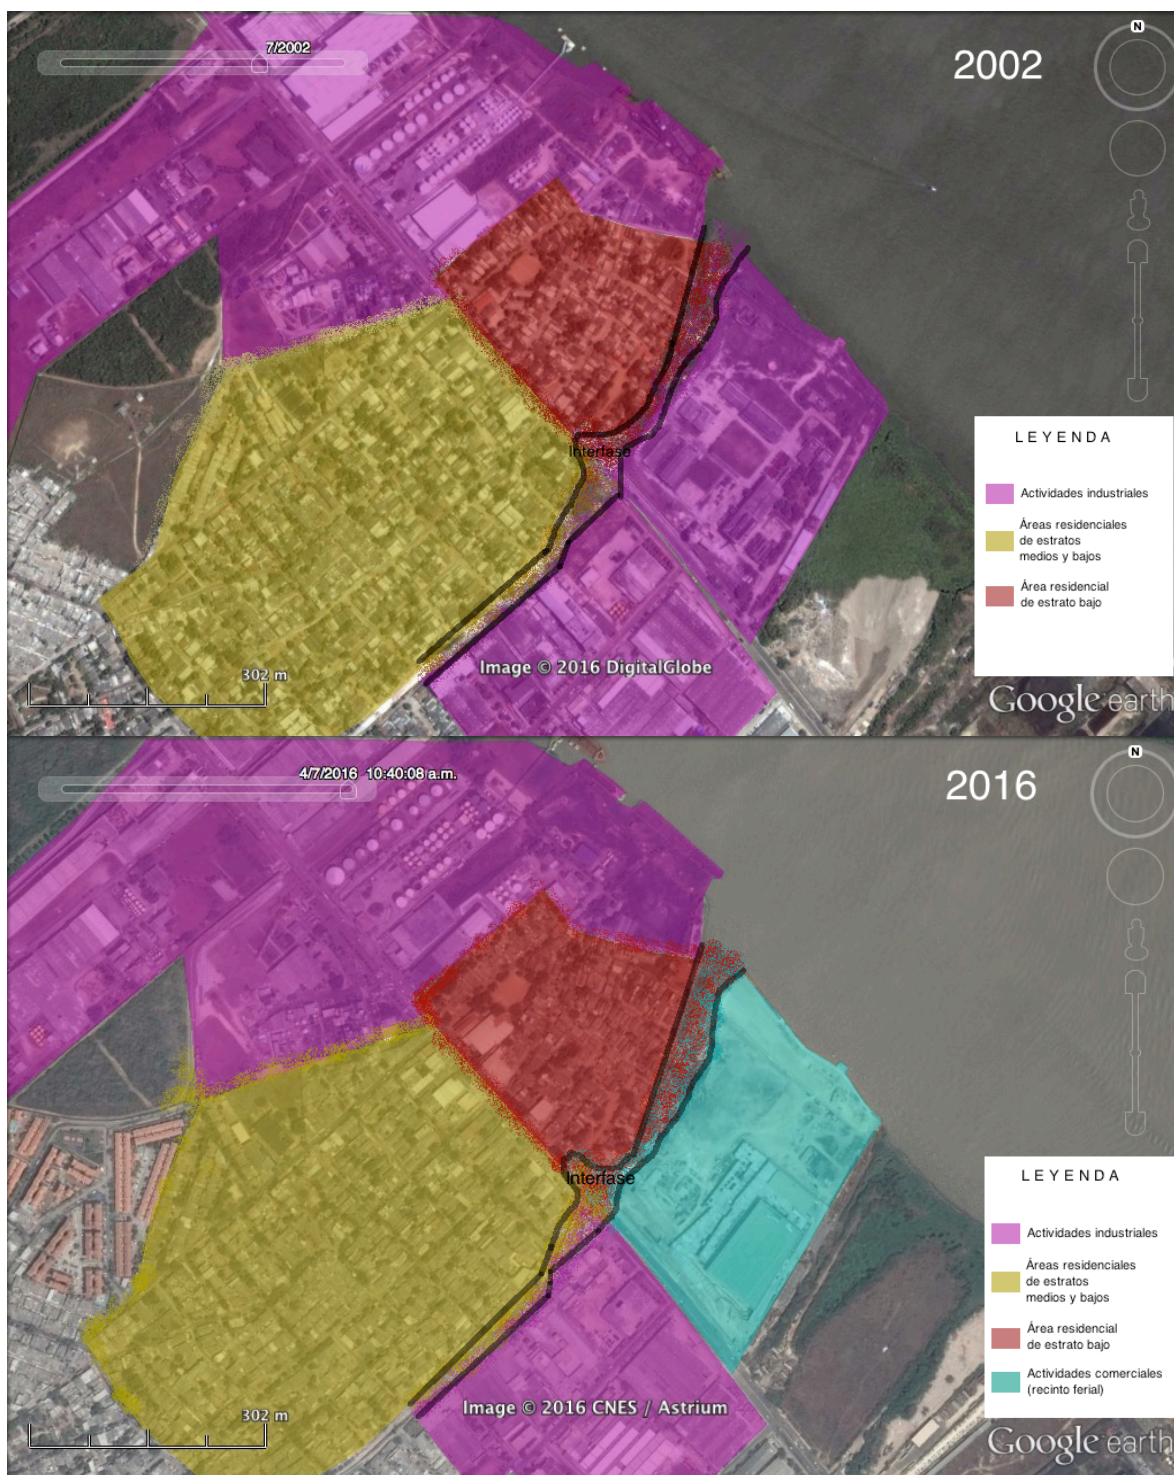 7/2002
2002
N
LEYENDA
Actividades industriales
Áreas residenciales
de estratos
medios y bajos
Área residencial
de estrato bajo
Interfase
302 m
Image © 2016 DigitalGlobe
Google earth
4/7/2016 10:40:08 a.m.
2016
N
Interfase
LEYENDA
Actividades industriales
Áreas residenciales
de estratos
medios y bajos
Área residencial
de estrato bajo
Actividades comerciales
(recinto ferial)
302 m
Image © 2016 CNES / Astrium
Google earth